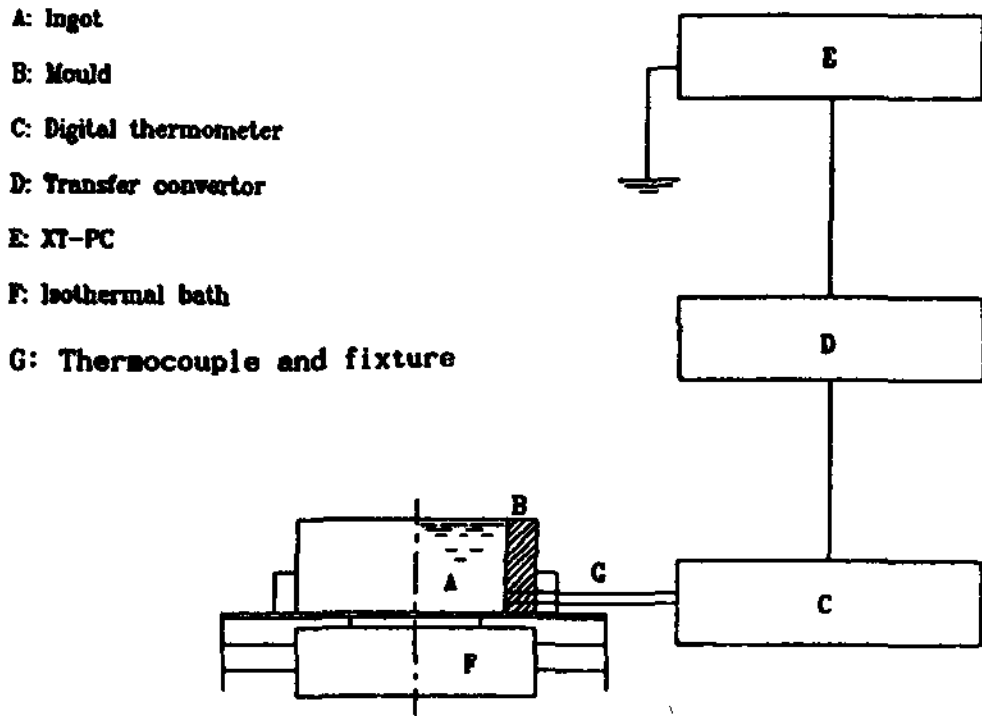 A: Ingot
B: Mould
C: Digital thermometer
D: Transfer convertor
E: XT-PC
F: Isothermal bath
G: Thermocouple and fixture
E
D
B
A
G
C
F